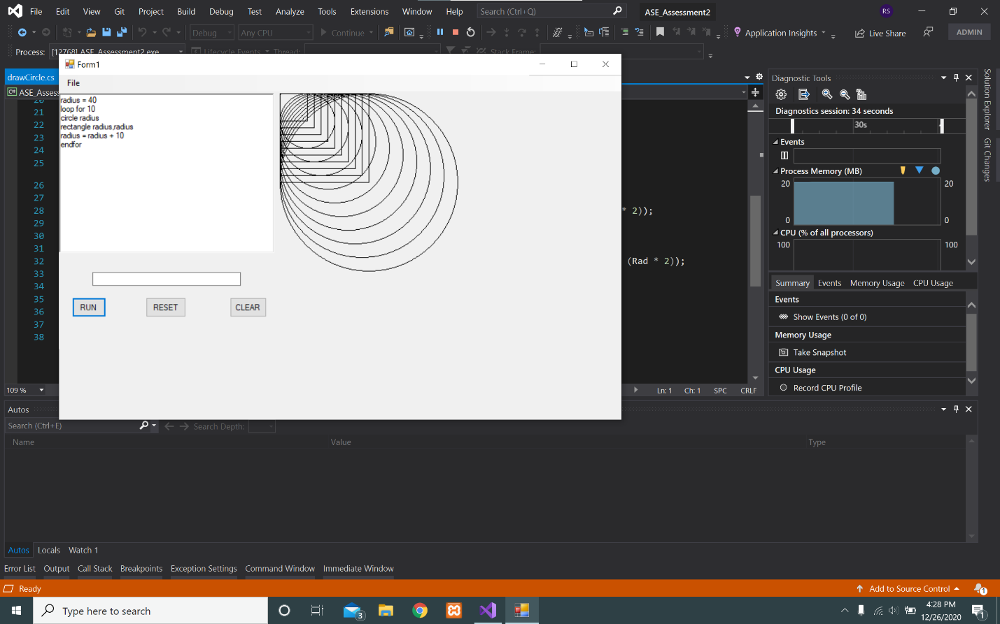 File Edit View Git Project Build Debug Test Analyze Tools Extensions Window Help Search (Ctrl+Q) ASE_Assessment2 RS
Debug Any CPU Continue Application Insights Live Share ADMIN
Process: [12768] ASE_Assessment2.exe Lifecycle Events Thread: Stack Frame:
Form1
drawCircle.cs
File
C# ASE_Assess
radius = 40
loop for 10
circle radius
rectangle radius,radius
radius = radius + 10
endfor
RUN RESET CLEAR
20
21
22
23
24
25
26
27
28
29
30
31
32
33
34
35
36
37
38
* 2));
(Rad * 2));
109 % Ln: 1 Ch: 1 SPC CRLF
Diagnostic Tools
Diagnostics session: 34 seconds
30s
Events
Process Memory (MB)
20 20
0 0
CPU (% of all processors)
100 100
Summary Events Memory Usage CPU Usage
Events
Show Events (0 of 0)
Memory Usage
Take Snapshot
CPU Usage
Record CPU Profile
Solution Explorer
Git Changes
Autos
Search (Ctrl+E) Search Depth:
Name Value Type
Autos Locals Watch 1
Error List Output Call Stack Breakpoints Exception Settings Command Window Immediate Window
Ready Add to Source Control 1
Type here to search 3 4:28 PM
12/26/2020 1